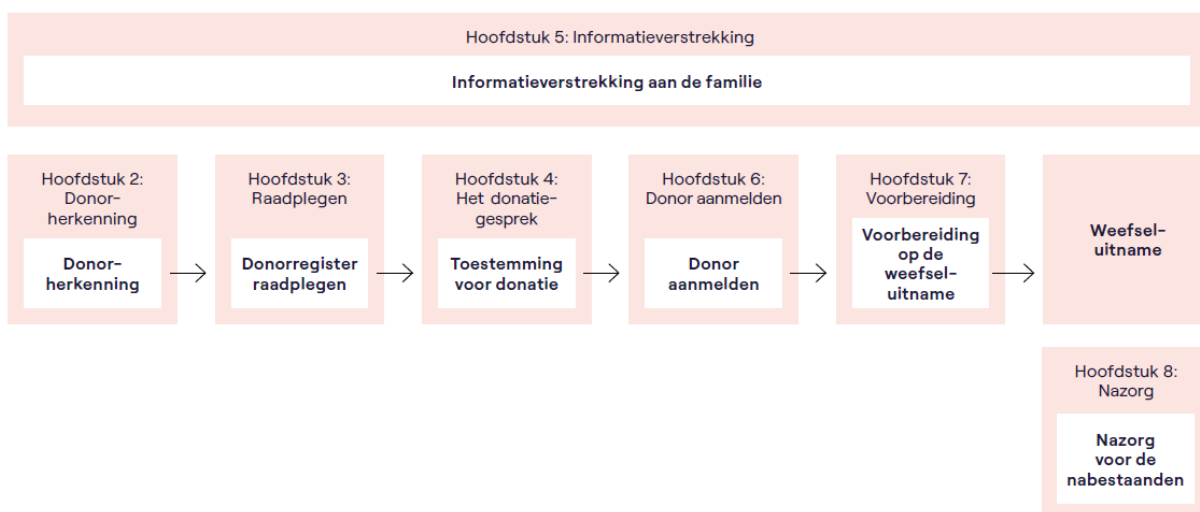 Hoofdstuk 5: Informatieverstrekking
Informatieverstrekking aan de familie
Hoofdstuk 2:
Donor-
herkenning
Donor-
herkenning
Hoofdstuk 3:
Raadplegen
Donorregister
raadplegen
Hoofdstuk 4:
Het donatie-
gesprek
Toestemming
voor donatie
Hoofdstuk 6:
Donor aanmelden
Donor
aanmelden
Hoofdstuk 7:
Voorbereiding
Voorbereiding
op de
weefsel-
uitname
Weefsel-
uitname
Hoofdstuk 8:
Nazorg
Nazorg
voor de
nabestaanden